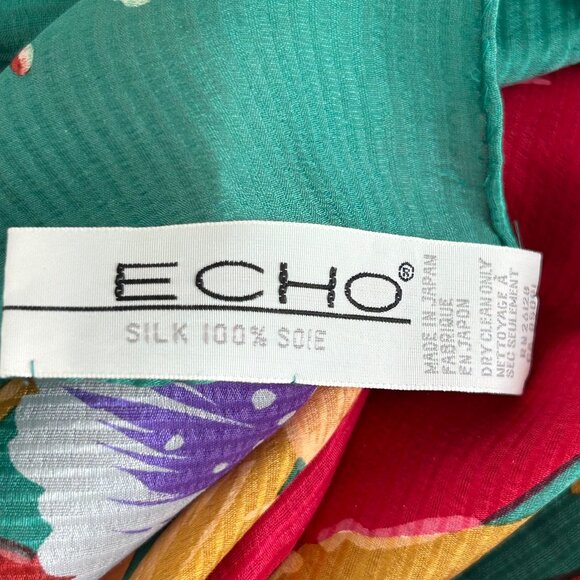 ECHO®
SILK 100% SOIE
MADE IN JAPAN
FABRIQUE
EN JAPON
DRY CLEAN ONLY
NETTOYAGE À
SEC SEULEMENT